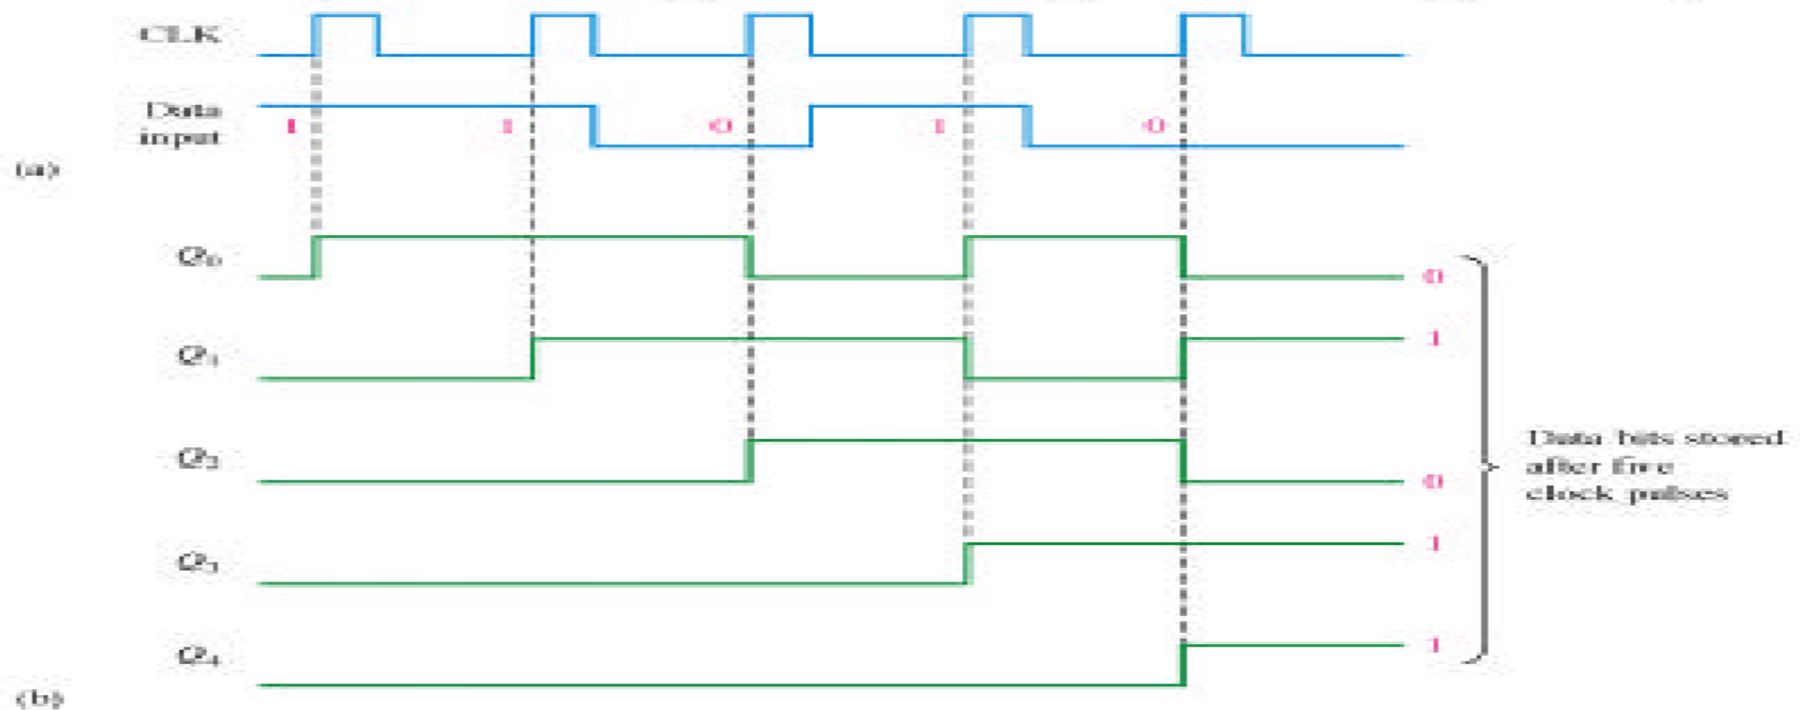 CLK
Data
input
1 1 0 1 0
(a)
Q0
0
Q1
1
Q2
0
Data bits stored
after five
clock pulses
Q3
1
Q4
1
(b)